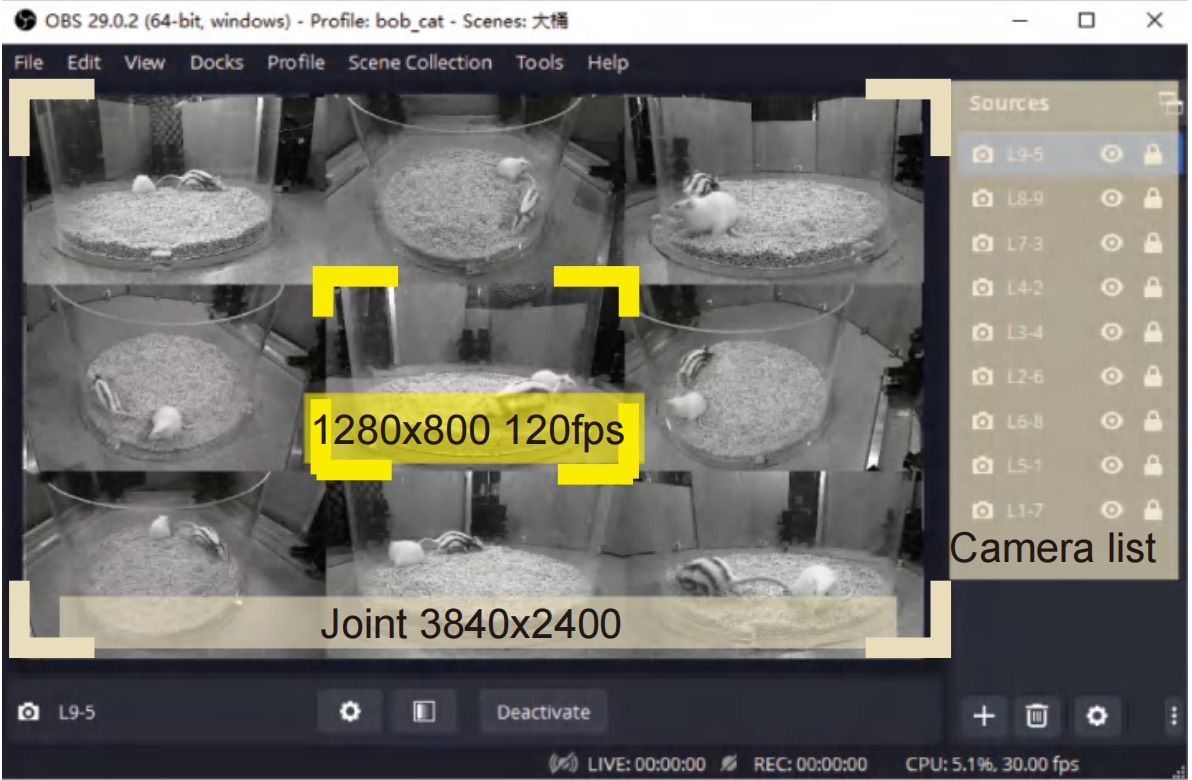 OBS 29.0.2 (64-bit, windows) - Profile: bob_cat - Scenes: 大桶
File Edit View Docks Profile Scene Collection Tools Help
Sources
L9-5
L8-9
L7-3
L4-2
L3-4
L2-6
L6-8
L5-1
L1-7
Camera list
1280x800 120fps
Joint 3840x2400
L9-5 Deactivate
LIVE: 00:00:00 REC: 00:00:00 CPU: 5.1%, 30.00 fps